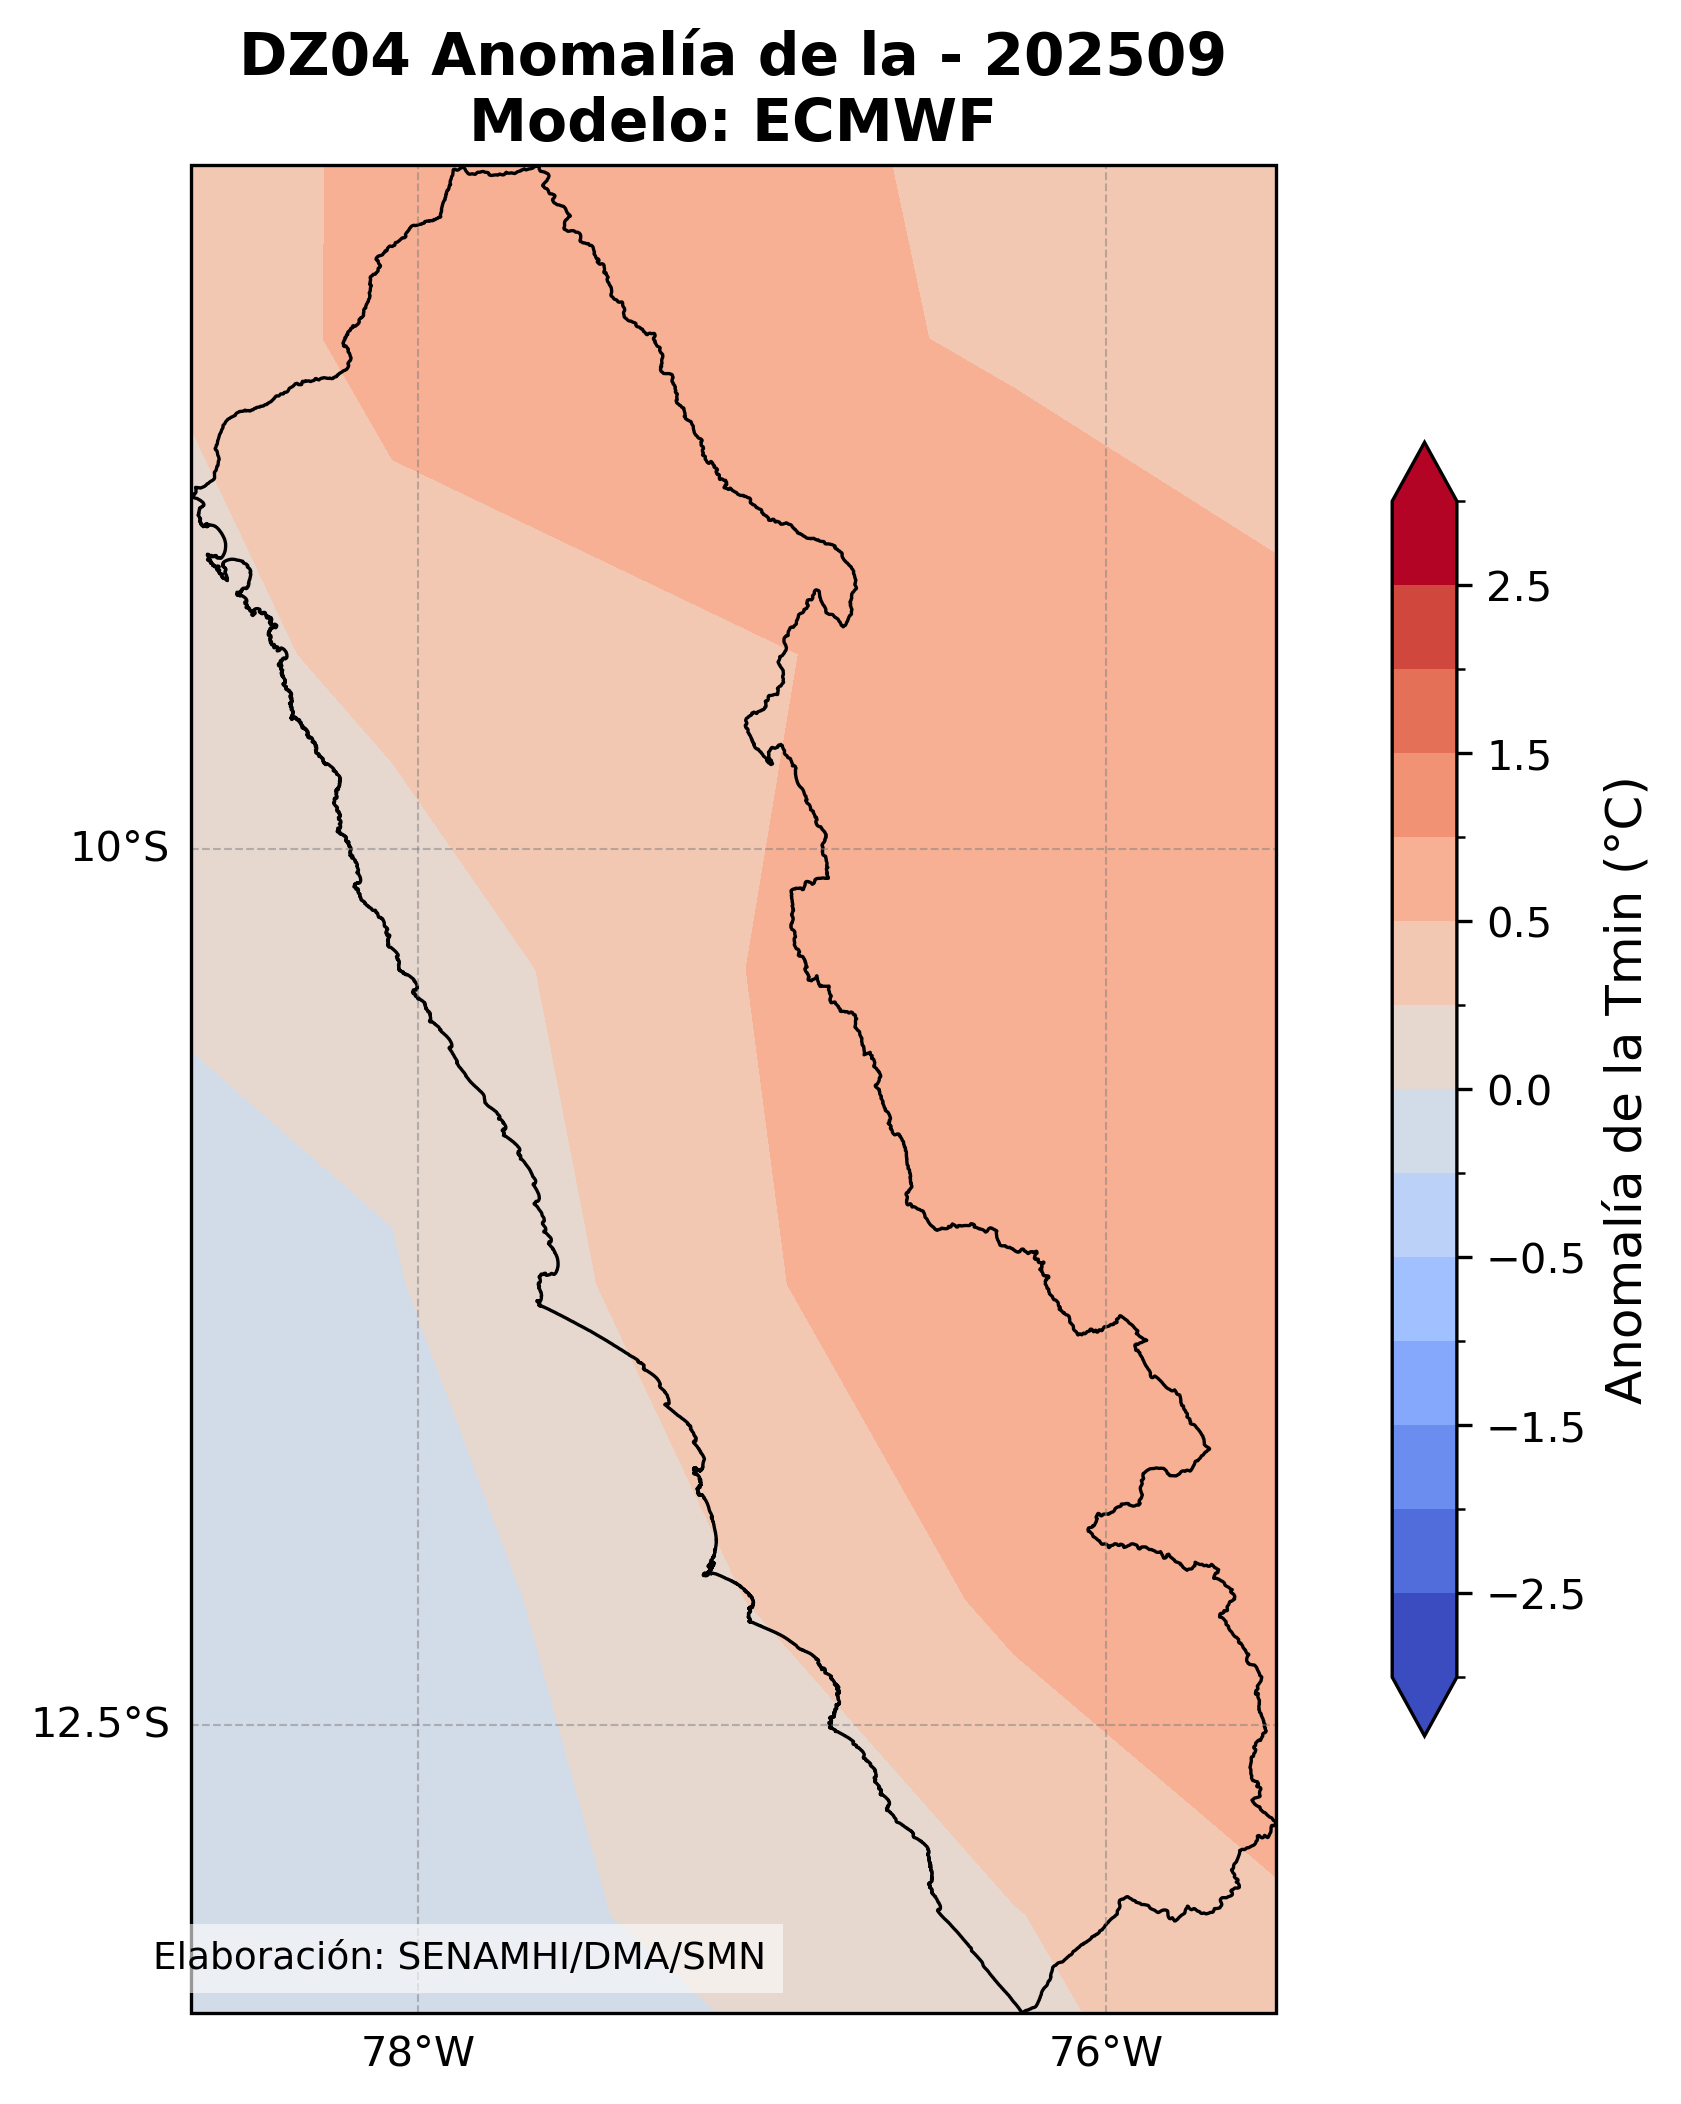 DZ04 Anomalía de la - 202509
Modelo: ECMWF
10°S
12.5°S
78°W
76°W
2.5
1.5
0.5
0.0
−0.5
−1.5
−2.5
Anomalía de la Tmin (°C)
Elaboración: SENAMHI/DMA/SMN